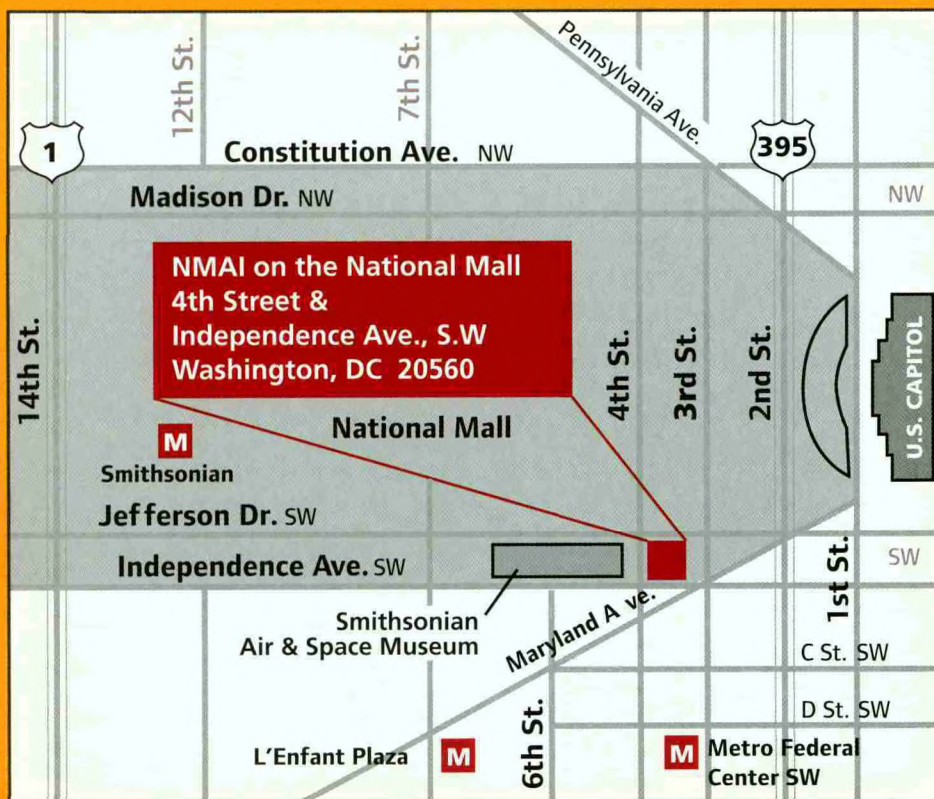 12th St.
7th St.
Pennsylvania Ave.
1
395
Constitution Ave. NW
Madison Dr. NW
NW
NMAI on the National Mall
4th Street &
Independence Ave., S.W
Washington, DC 20560
14th St.
4th St.
3rd St.
2nd St.
U.S. CAPITOL
National Mall
M
Smithsonian
Jefferson Dr. SW
Independence Ave. SW
SW
1st St.
Smithsonian
Air & Space Museum
Maryland A ve.
C St. SW
D St. SW
6th St.
L'Enfant Plaza
M
M
Metro Federal
Center SW